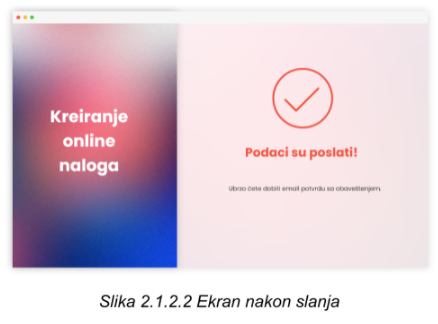 Kreiranje
online
naloga
Podaci su poslati!
Ubrzo ćete dobiti email potvrdu sa obaveštenjem.
Slika 2.1.2.2 Ekran nakon slanja